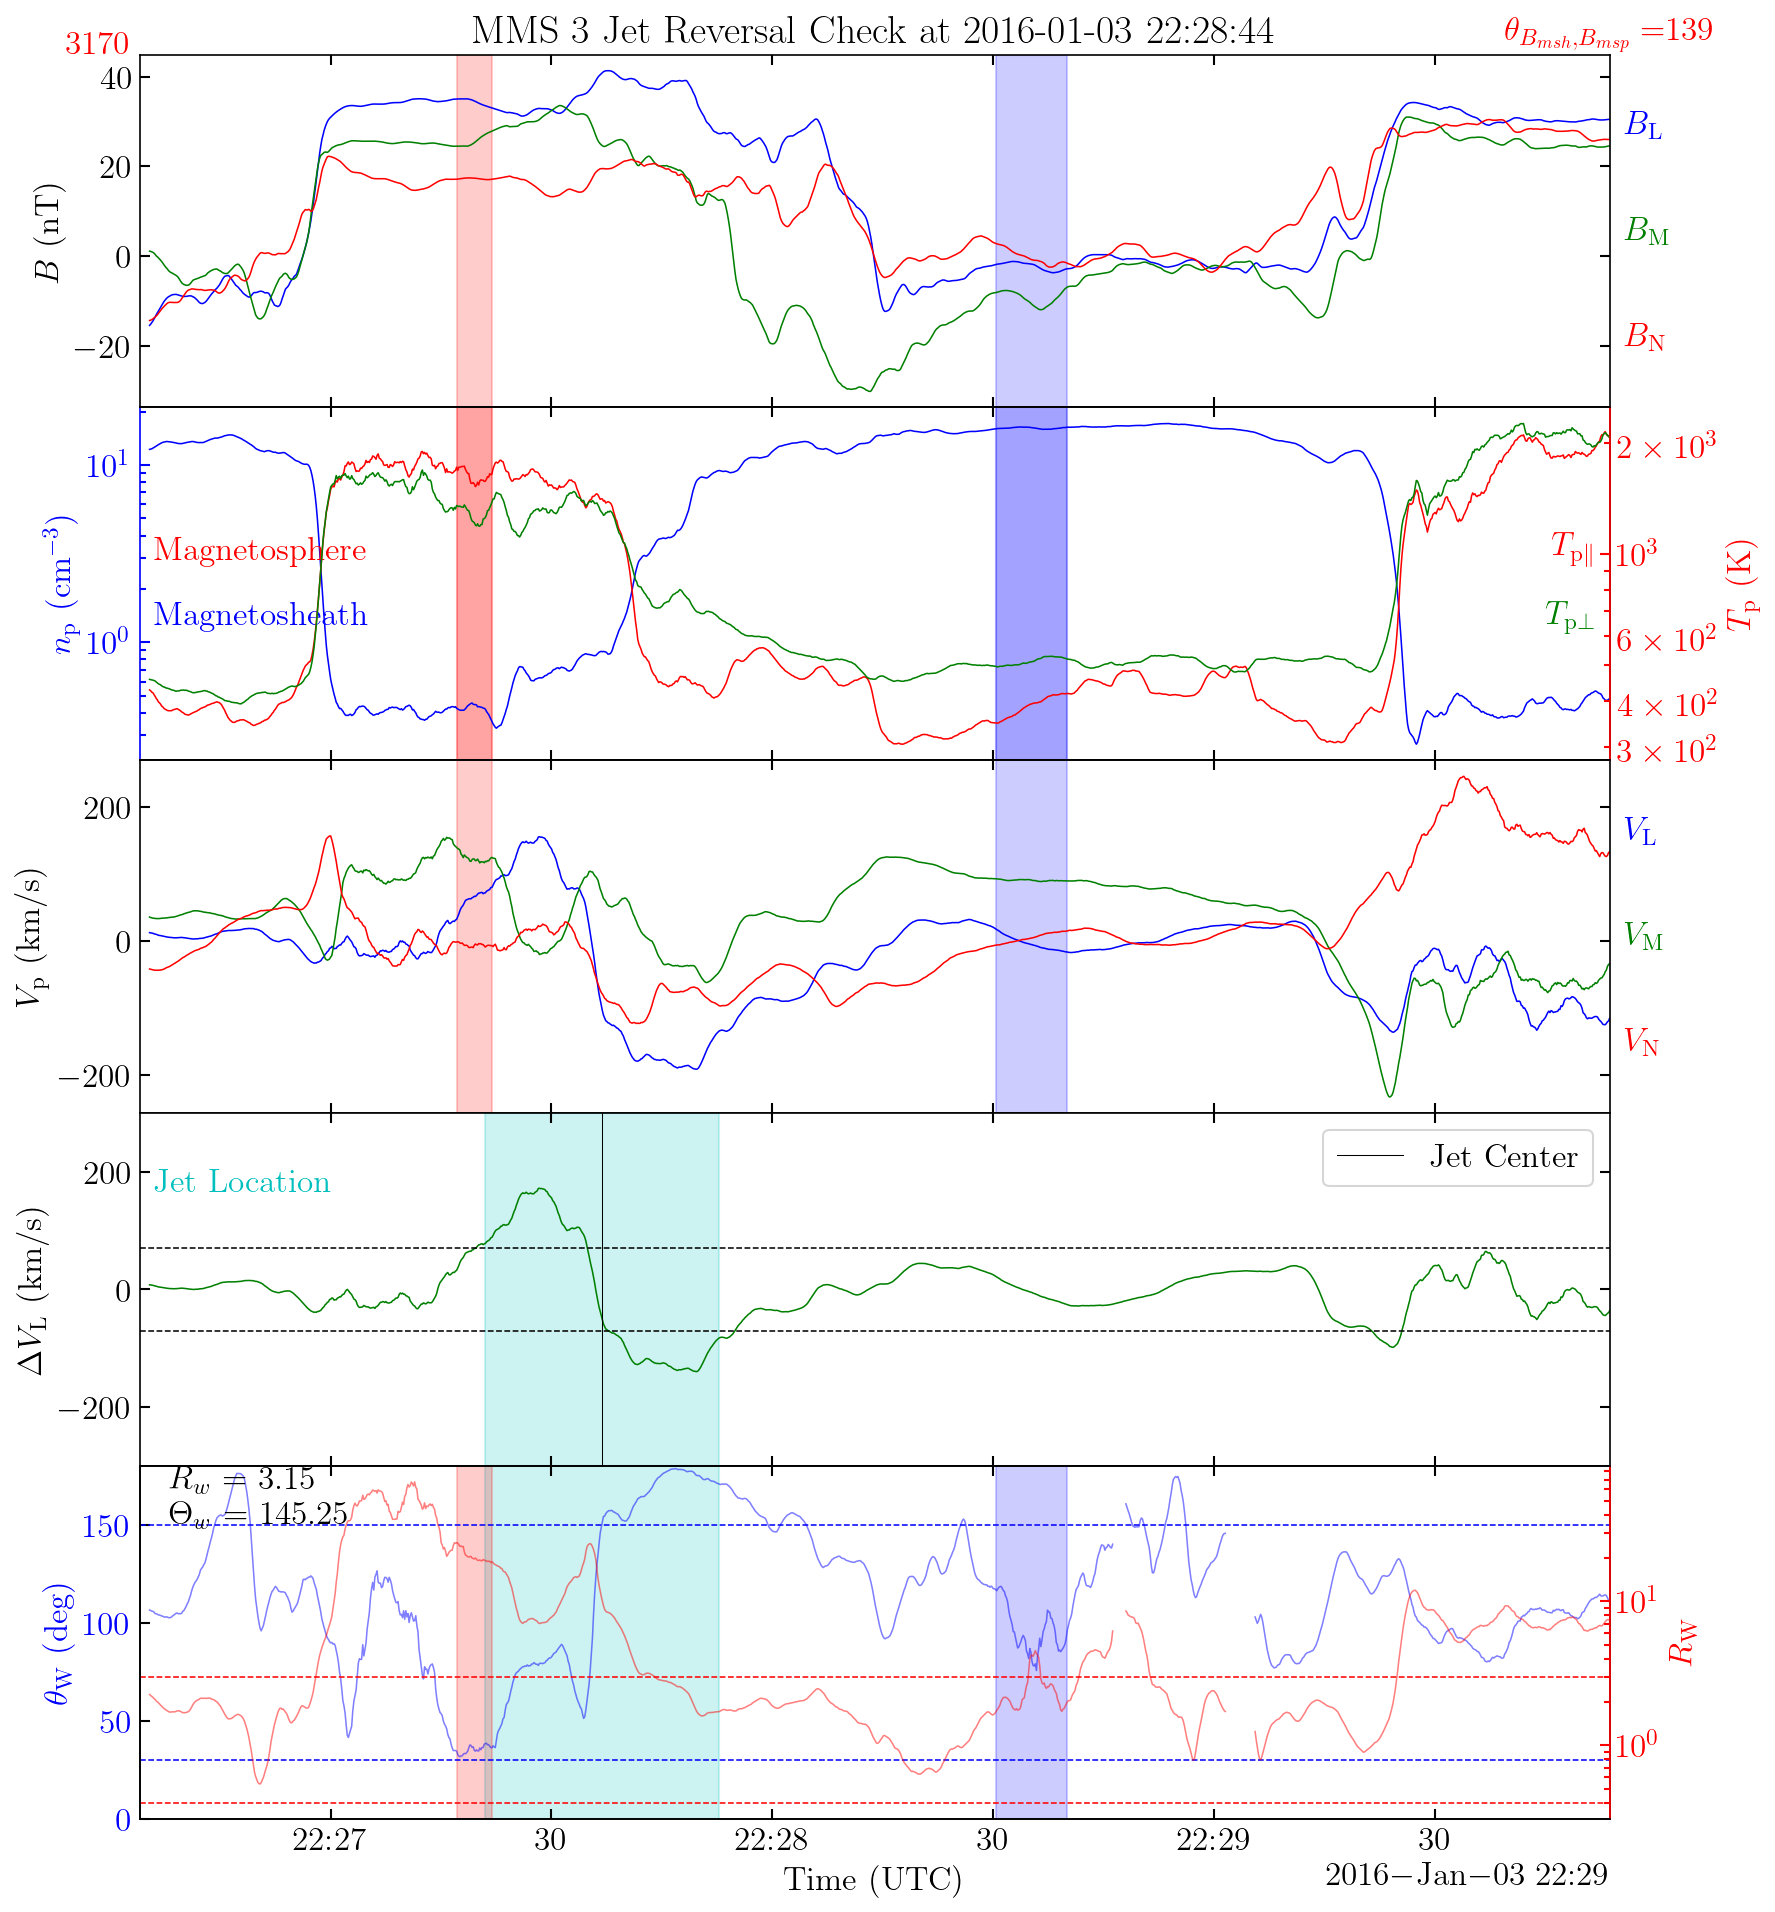 MMS 3 Jet Reversal Check at 2016-01-03 22:28:44
3170
θ_{B_{msh},B_{msp}} =139
40
20
0
−20
B (nT)
B_L
B_M
B_N
10^1
10^0
n_p (cm^{−3})
Magnetosphere
Magnetosheath
T_{p∥}
T_{p⊥}
2 × 10^3
10^3
6 × 10^2
4 × 10^2
3 × 10^2
T_p (K)
200
0
−200
V_p (km/s)
V_L
V_M
V_N
200
0
−200
ΔV_L (km/s)
Jet Location
Jet Center
R_w = 3.15
Θ_w = 145.25
150
100
50
0
θ_W (deg)
10^1
10^0
R_W
22:27
30
22:28
30
22:29
30
Time (UTC)
2016−Jan−03 22:29